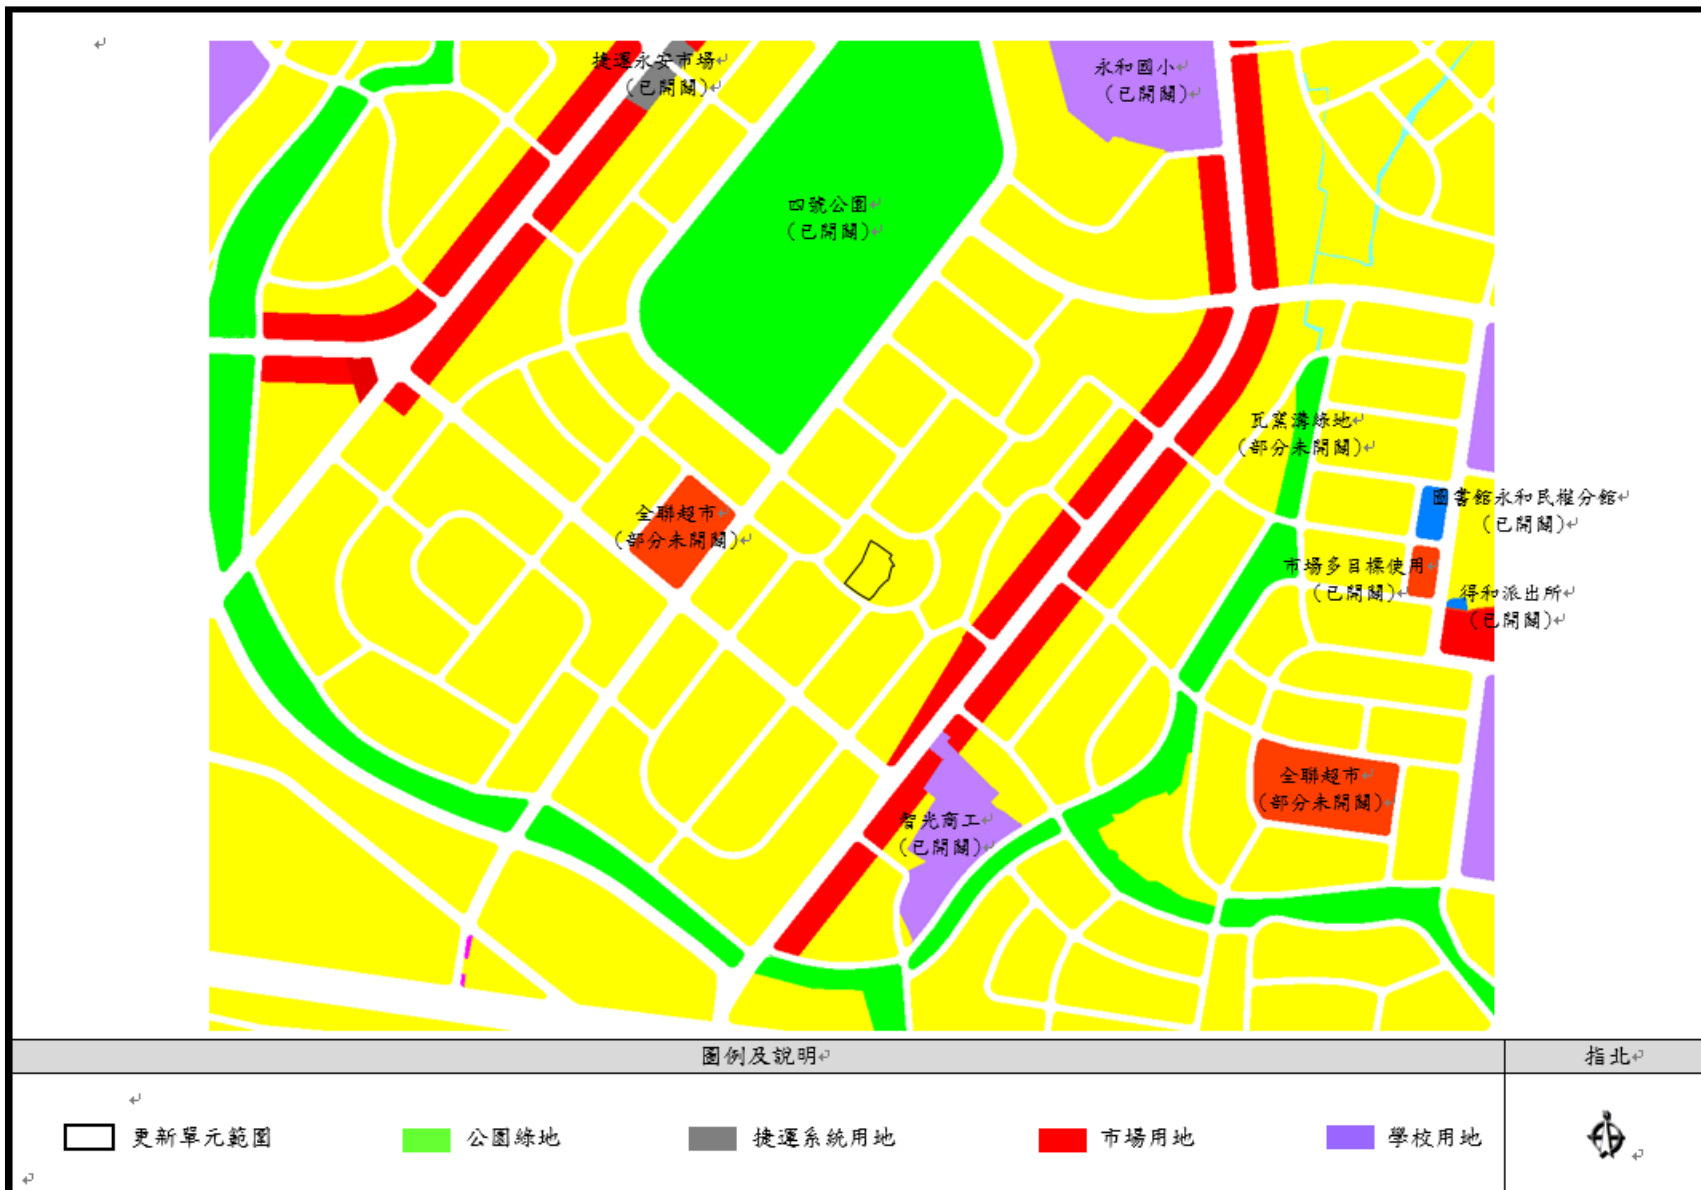 捷運永安市場
(已開闢)
永和國小
(已開闢)
四號公園
(已開闢)
瓦窯溝綠地
(部分未開闢)
全聯超市
(部分未開闢)
圖書館永和民權分館
(已開闢)
市場多目標使用
(已開闢)
得和派出所
(已開闢)
全聯超市
(部分未開闢)
智光商工
(已開闢)
圖例及說明
指北
更新單元範圍
公園綠地
捷運系統用地
市場用地
學校用地